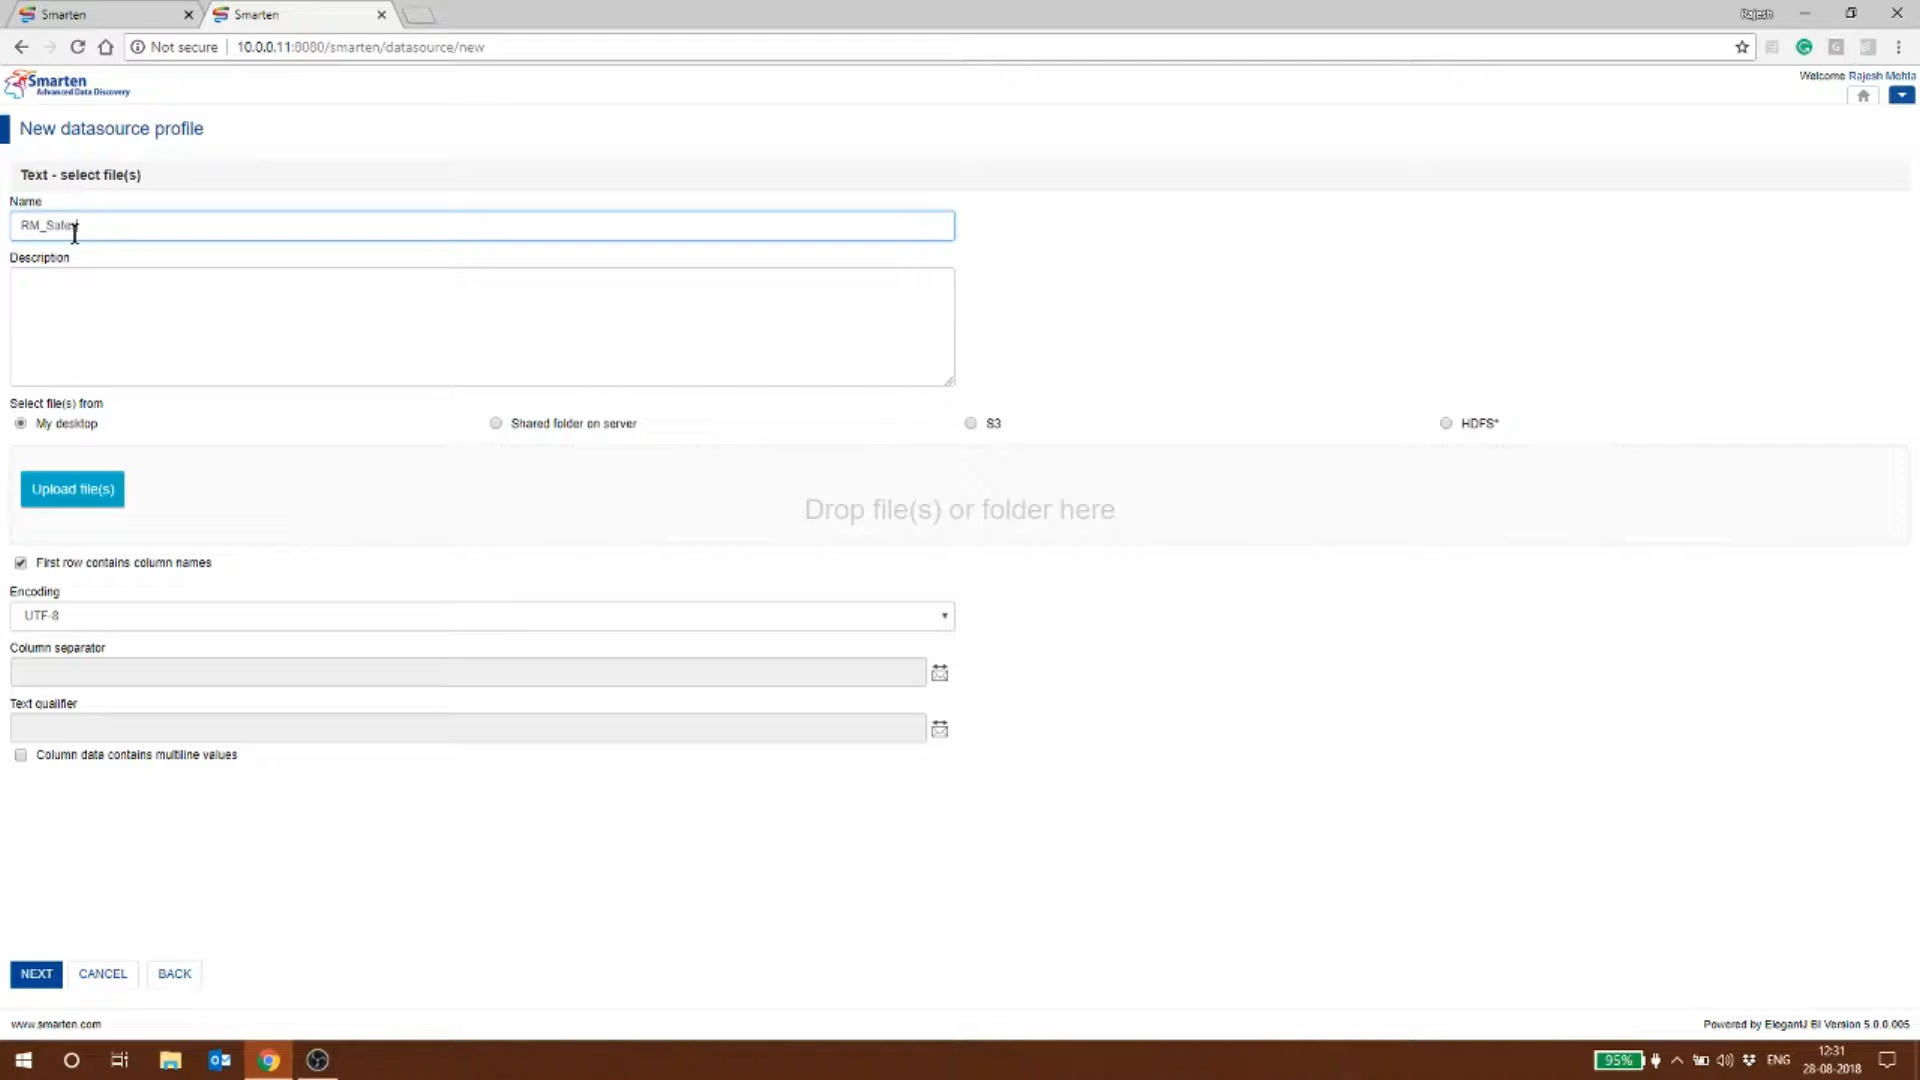 Smarten
Smarten
Rajesh
Not secure
10.0.0.11:8080/smarten/datasource/new
Smarten
Advanced Data Discovery
Welcome Rajesh Mehta
New datasource profile
Text - select file(s)
Name
RM_Sales
Description
Select file(s) from
My desktop
Shared folder on server
S3
HDFS*
Upload file(s)
Drop file(s) or folder here
First row contains column names
Encoding
UTF-8
Column separator
Text qualifier
Column data contains multiline values
NEXT
CANCEL
BACK
www.smarten.com
Powered by ElegantJ BI Version 5.0.0.005
95%
ENG
12:31
28-08-2018